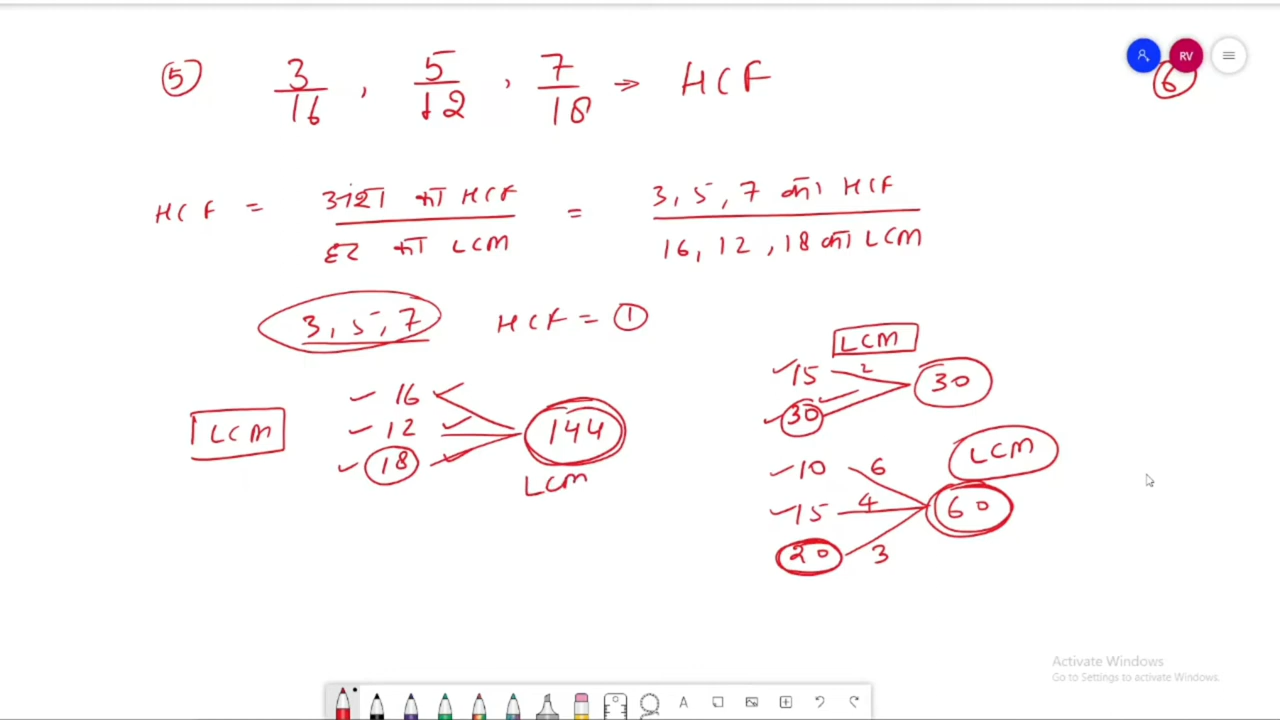 RV
5 3/16 , 5/12 , 7/18 → HCF 6
HCF = अंश का HCF / हर का LCM = 3, 5, 7 का HCF / 16, 12, 18 का LCM
3, 5, 7 HCF = 1
LCM
16
12
18
144
LCM
LCM
15 2
30
30
10 6
15 4
20 3
60
LCM
Activate Windows
Go to Settings to activate Windows.
A